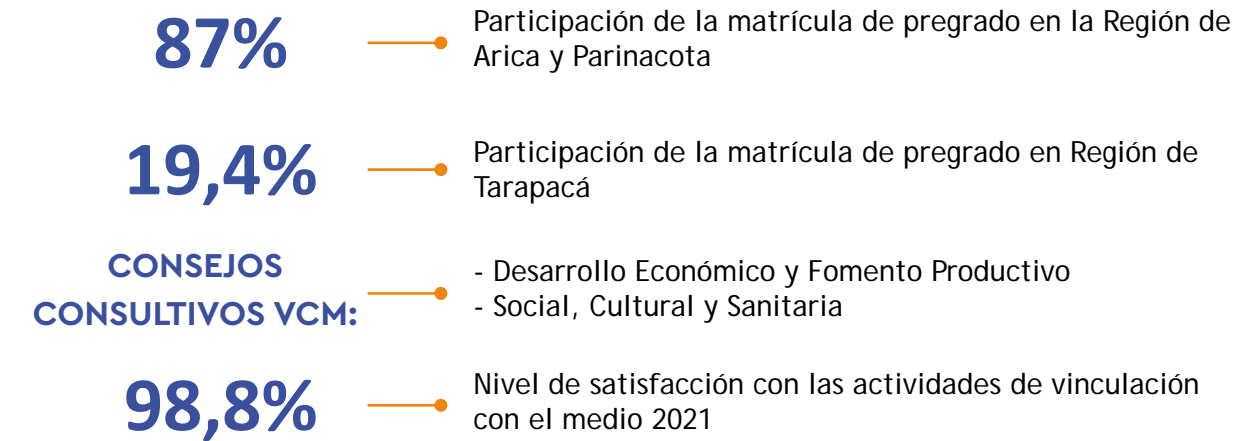 87%
Participación de la matrícula de pregrado en la Región de
Arica y Parinacota
19,4%
Participación de la matrícula de pregrado en Región de
Tarapacá
CONSEJOS
CONSULTIVOS VCM:
- Desarrollo Económico y Fomento Productivo
- Social, Cultural y Sanitaria
98,8%
Nivel de satisfacción con las actividades de vinculación
con el medio 2021